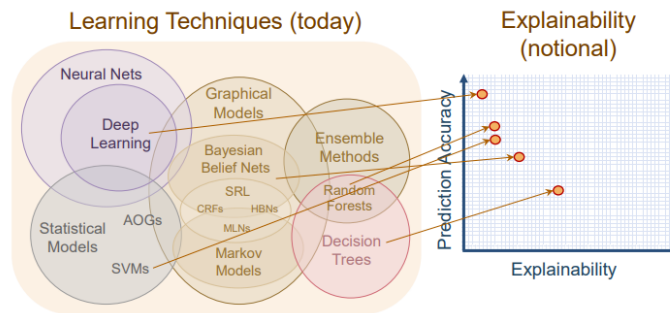 Learning Techniques (today)
Neural Nets
Deep
Learning
Graphical
Models
Bayesian
Belief Nets
SRL
CRFs
HBNs
MLNs
Markov
Models
Ensemble
Methods
Random
Forests
Decision
Trees
Statistical
Models
AOGs
SVMs
Explainability
(notional)
Prediction Accuracy
Explainability